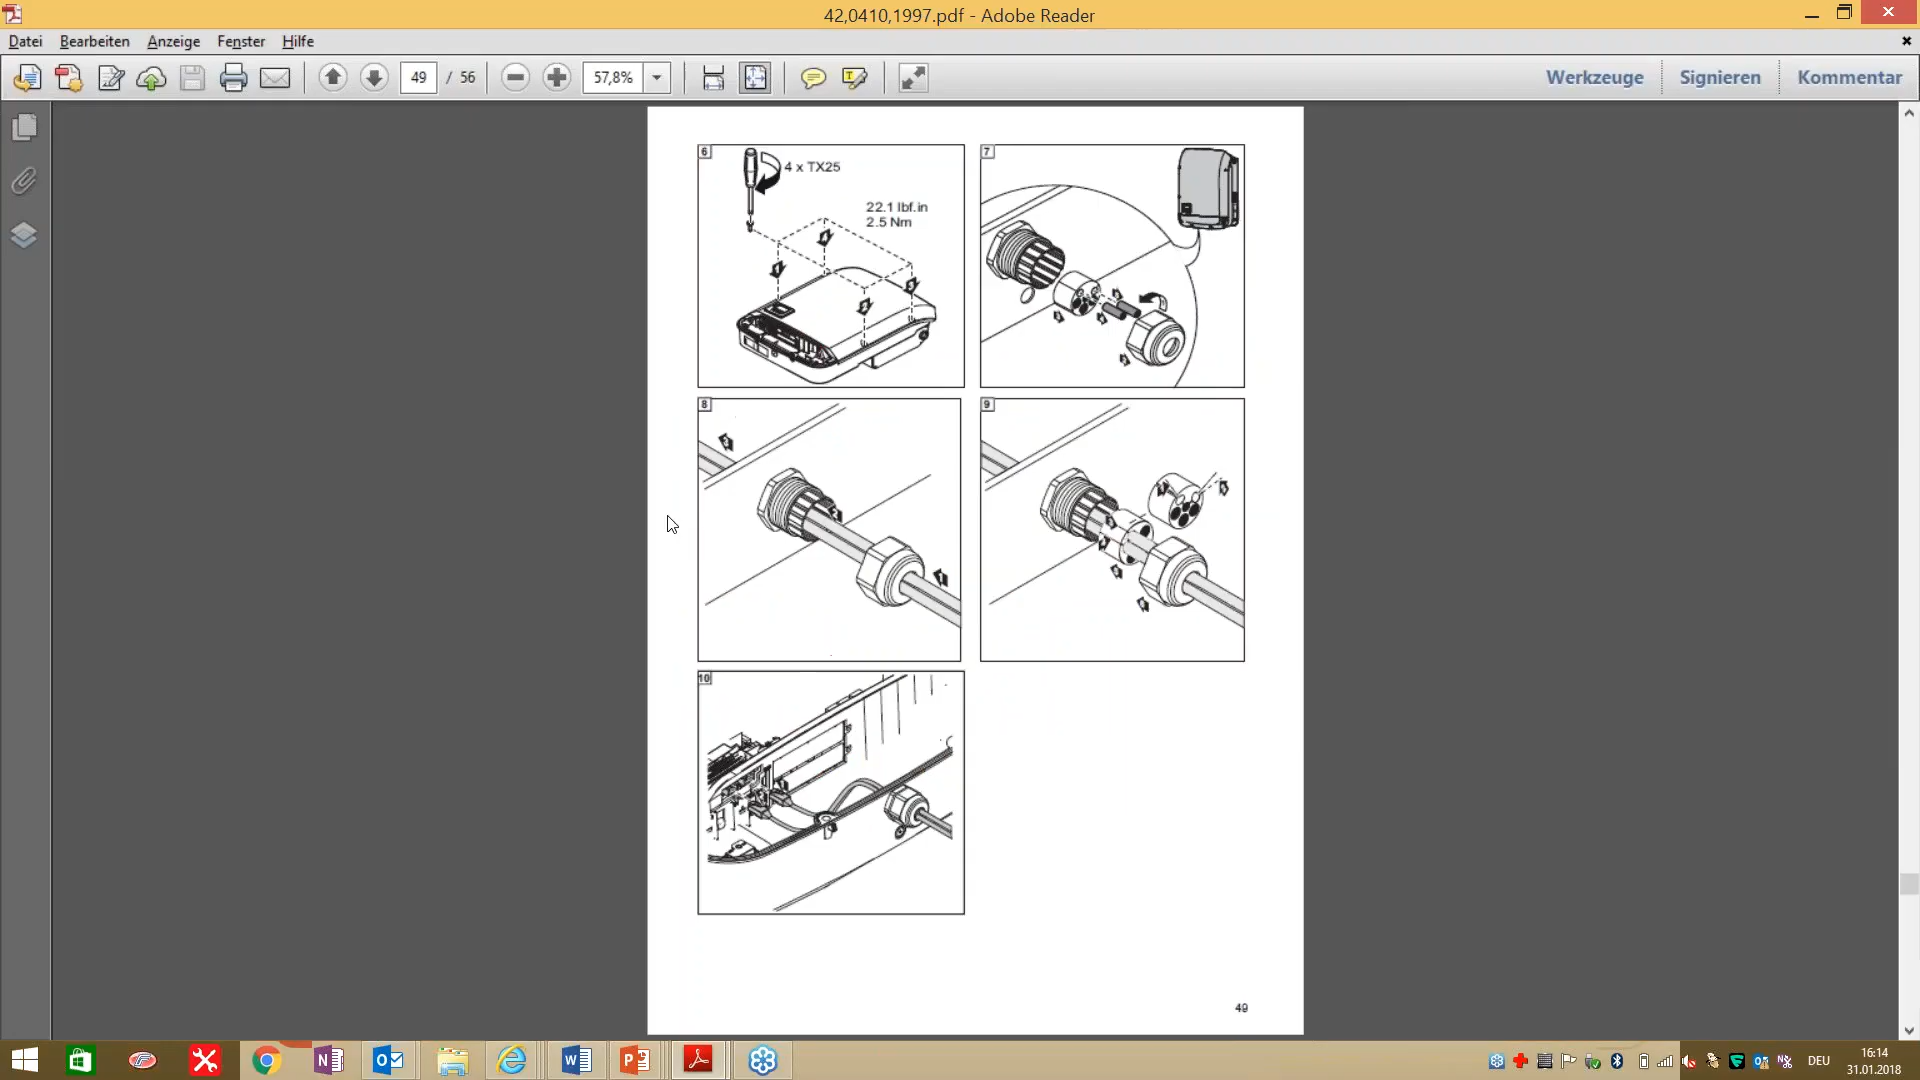 42,0410,1997.pdf - Adobe Reader
Datei Bearbeiten Anzeige Fenster Hilfe
49 / 56 57,8% Werkzeuge Signieren Kommentar
6
4 x TX25
22.1 lbf.in
2.5 Nm
7
8
9
10
49
DEU
16:14
31.01.2018